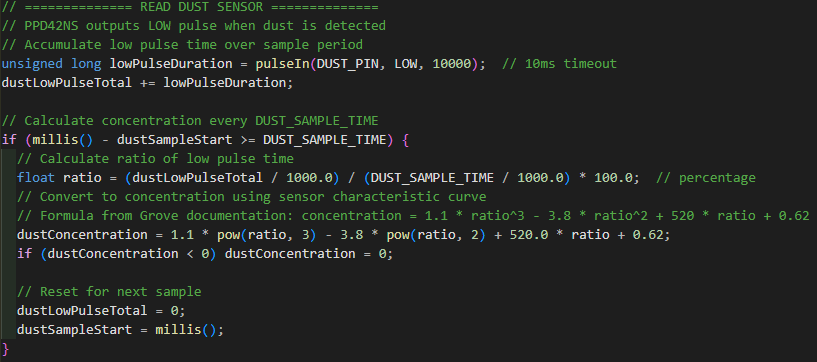 // ============== READ DUST SENSOR ==============
// PPD42NS outputs LOW pulse when dust is detected
// Accumulate low pulse time over sample period
unsigned long lowPulseDuration = pulseIn(DUST_PIN, LOW, 10000);  // 10ms timeout
dustLowPulseTotal += lowPulseDuration;

// Calculate concentration every DUST_SAMPLE_TIME
if (millis() - dustSampleStart >= DUST_SAMPLE_TIME) {
  // Calculate ratio of low pulse time
  float ratio = (dustLowPulseTotal / 1000.0) / (DUST_SAMPLE_TIME / 1000.0) * 100.0;  // percentage
  // Convert to concentration using sensor characteristic curve
  // Formula from Grove documentation: concentration = 1.1 * ratio^3 - 3.8 * ratio^2 + 520 * ratio + 0.62
  dustConcentration = 1.1 * pow(ratio, 3) - 3.8 * pow(ratio, 2) + 520.0 * ratio + 0.62;
  if (dustConcentration < 0) dustConcentration = 0;

  // Reset for next sample
  dustLowPulseTotal = 0;
  dustSampleStart = millis();
}